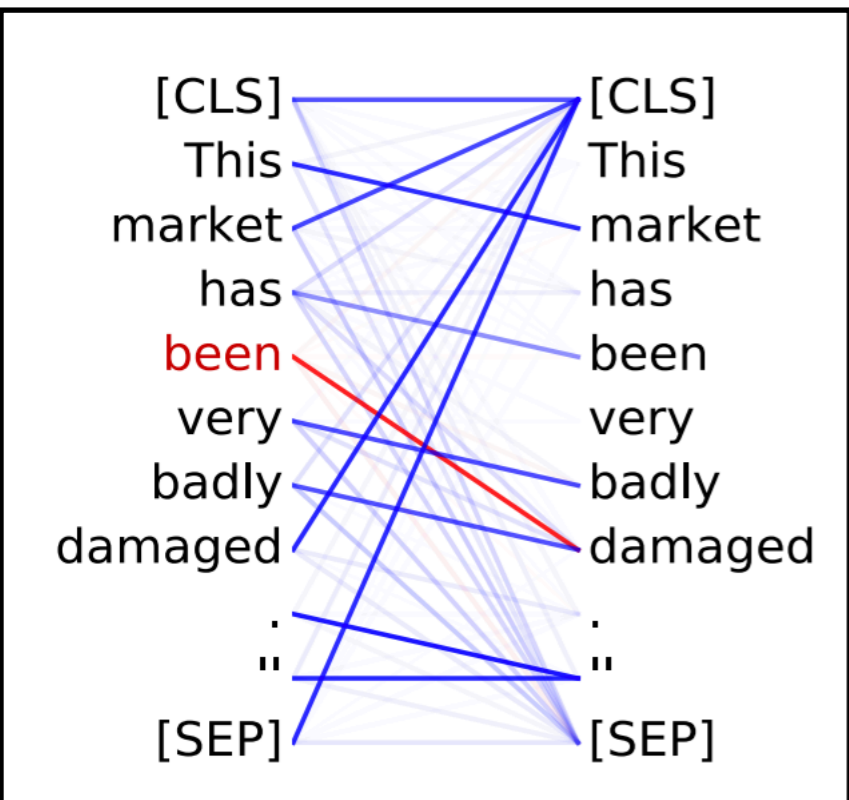 [CLS] [CLS]
This This
market market
has has
been been
very very
badly badly
damaged damaged
. .
" "
[SEP] [SEP]